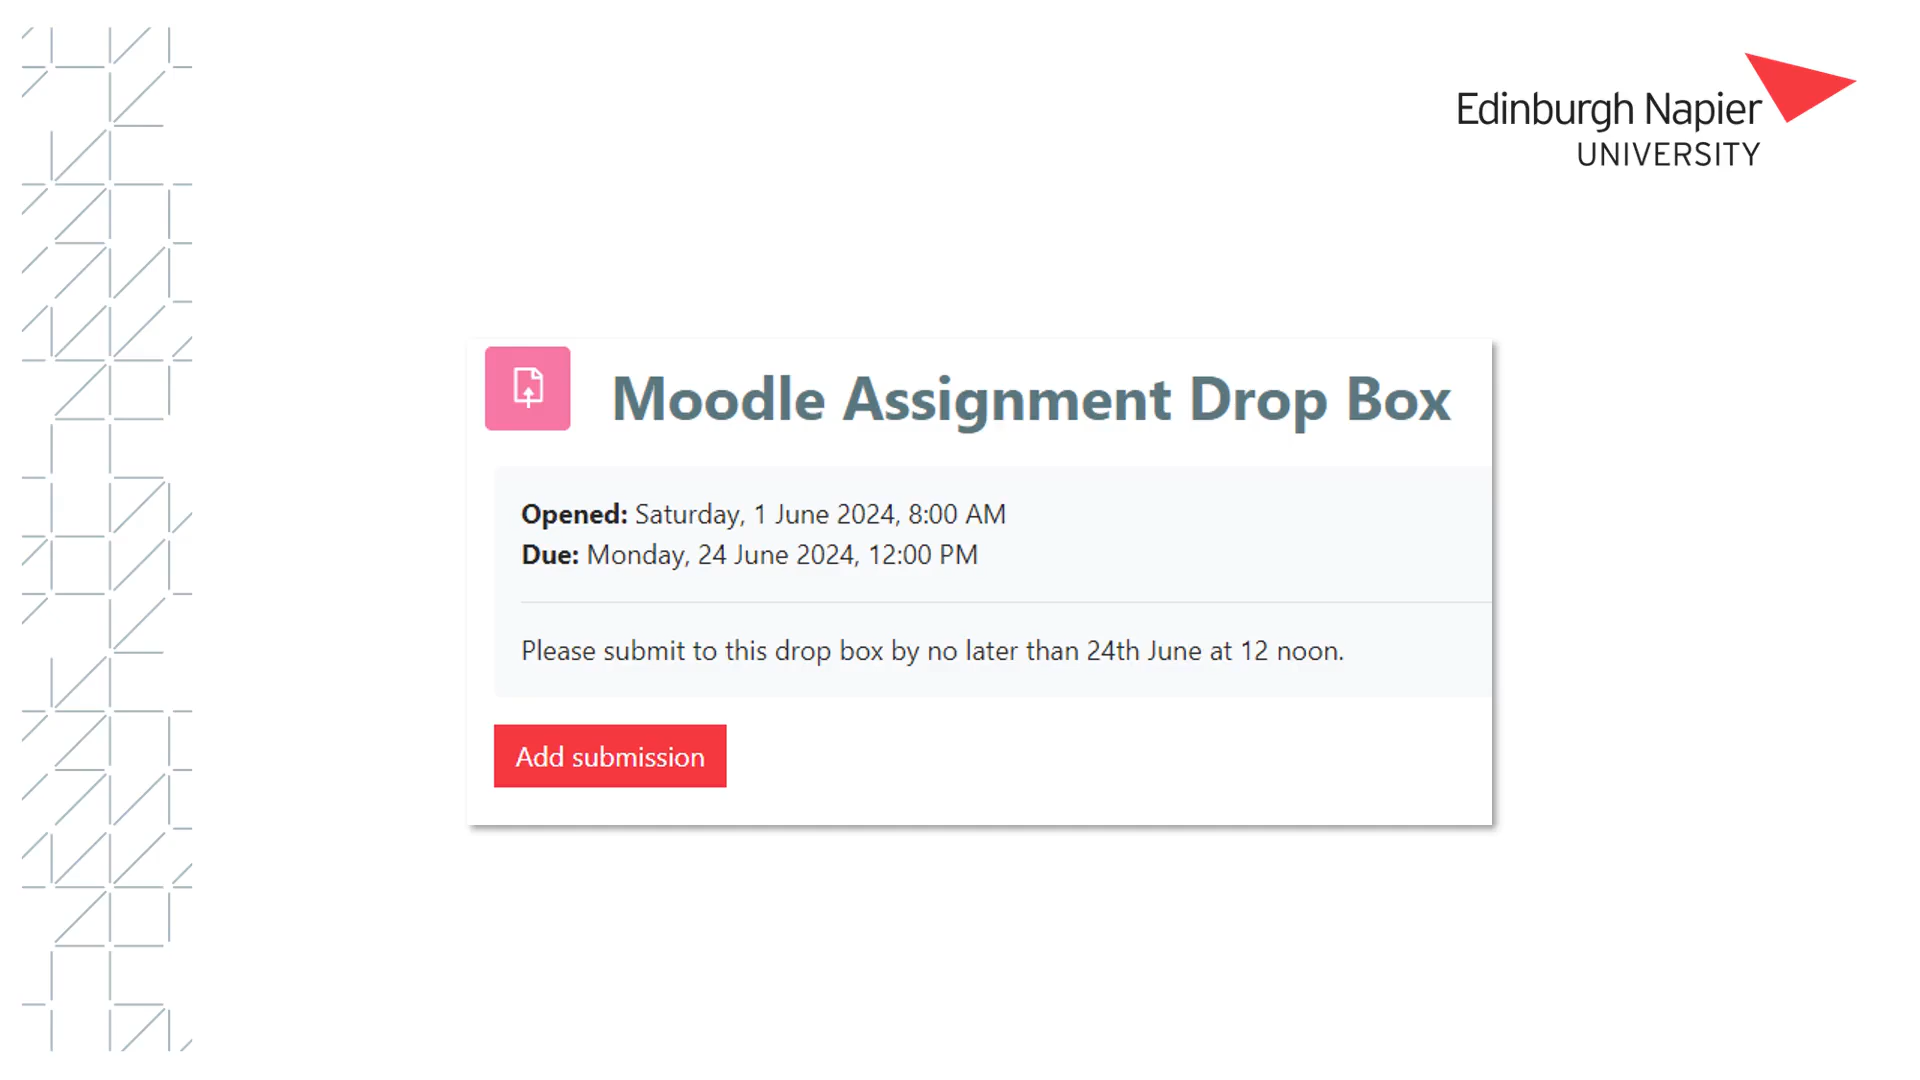 Edinburgh Napier
UNIVERSITY
Moodle Assignment Drop Box
Opened: Saturday, 1 June 2024, 8:00 AM
Due: Monday, 24 June 2024, 12:00 PM
Please submit to this drop box by no later than 24th June at 12 noon.
Add submission